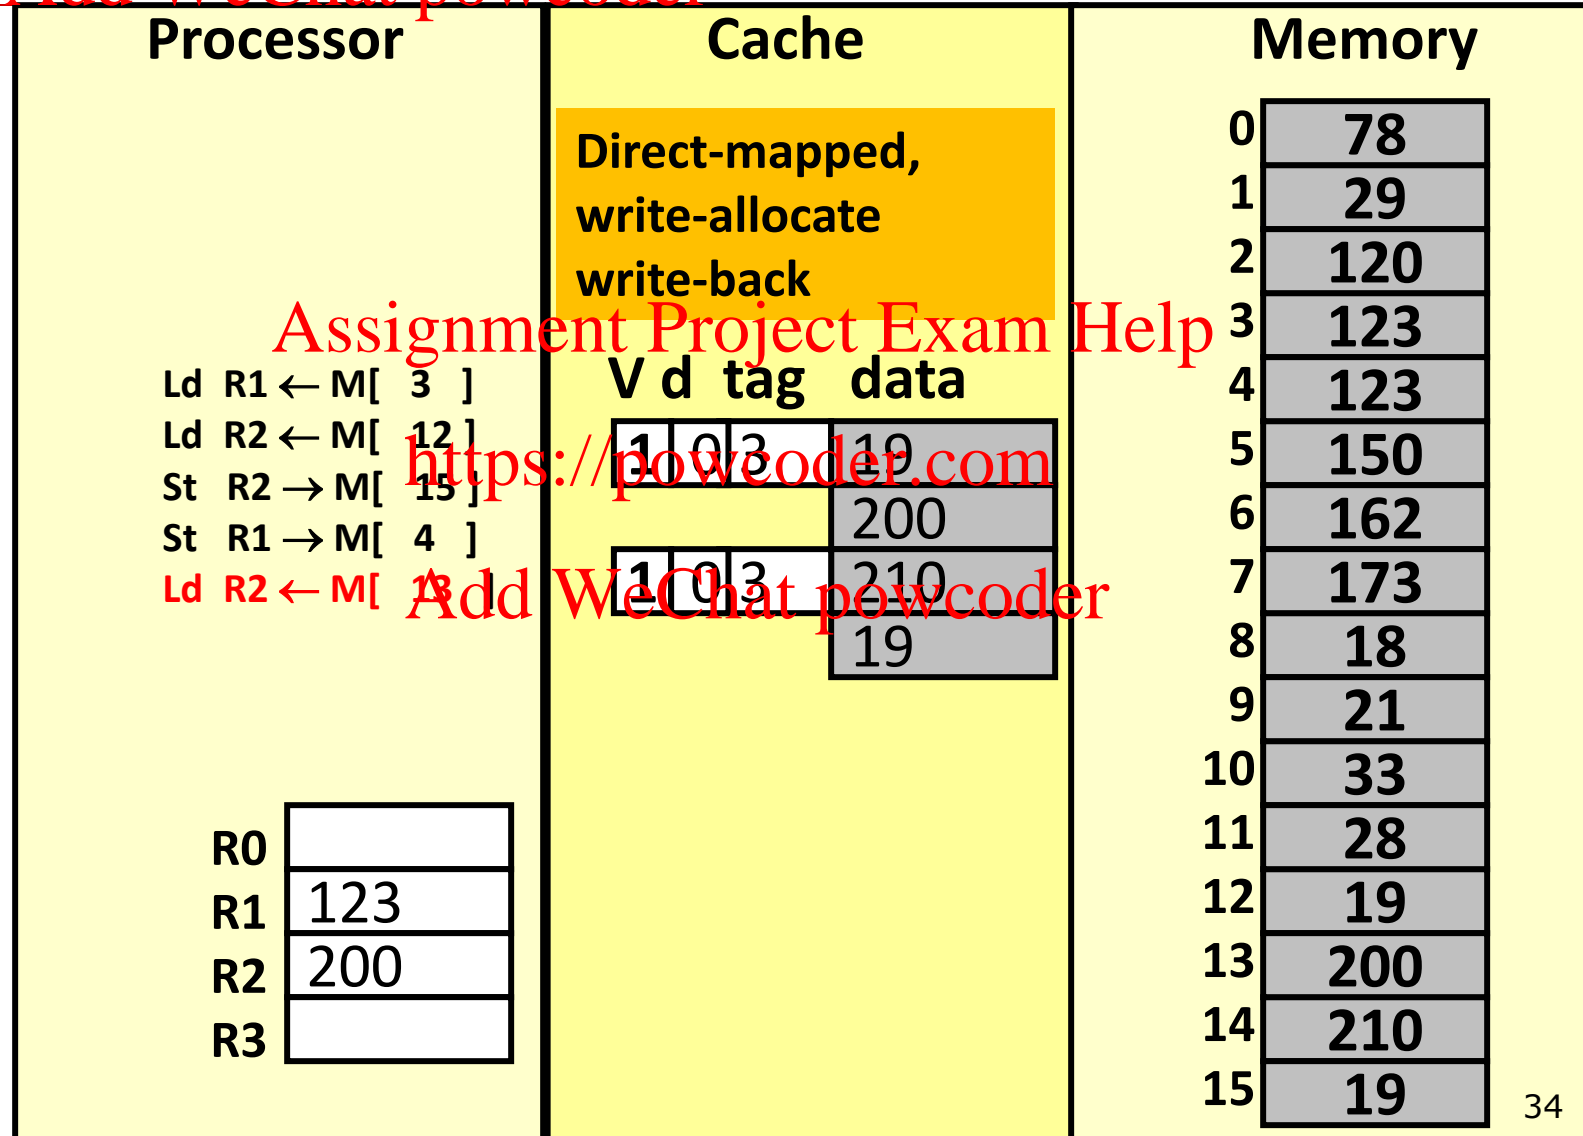 Add WeChat powcoder
Processor
Cache
Memory
Direct-mapped,
write-allocate
write-back
Assignment Project Exam Help
Ld R1 ← M[ 3 ]
Ld R2 ← M[ 12 ]
St R2 → M[ 15 ]
St R1 → M[ 4 ]
Ld R2 ← M[ 13 ]
https://powcoder.com
Add WeChat powcoder
V d tag data
1 0 3 19
200
1 0 3 210
19
R0
R1 123
R2 200
R3
0 78
1 29
2 120
3 123
4 123
5 150
6 162
7 173
8 18
9 21
10 33
11 28
12 19
13 200
14 210
15 19
34